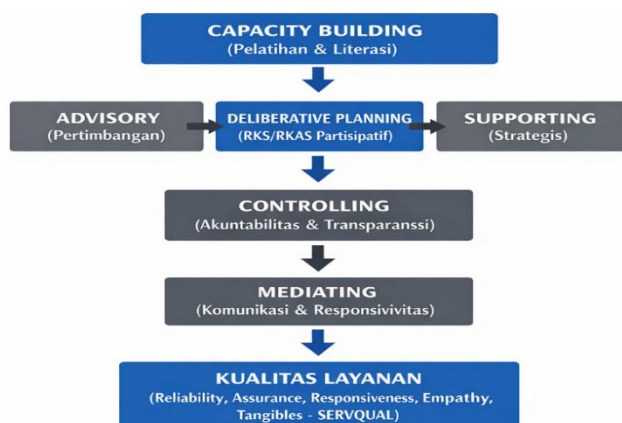 CAPACITY BUILDING
(Pelatihan & Literasi)
ADVISORY
(Pertimbangan)
DELIBERATIVE PLANNING
(RKS/RKAS Partisipatif)
SUPPORTING
(Strategis)
CONTROLLING
(Akuntabilitas & Transparanssi)
MEDIATING
(Komunikasi & Responsivivitas)
KUALITAS LAYANAN
(Reliability, Assurance, Responsiveness, Empathy,
Tangibles - SERVQUAL)